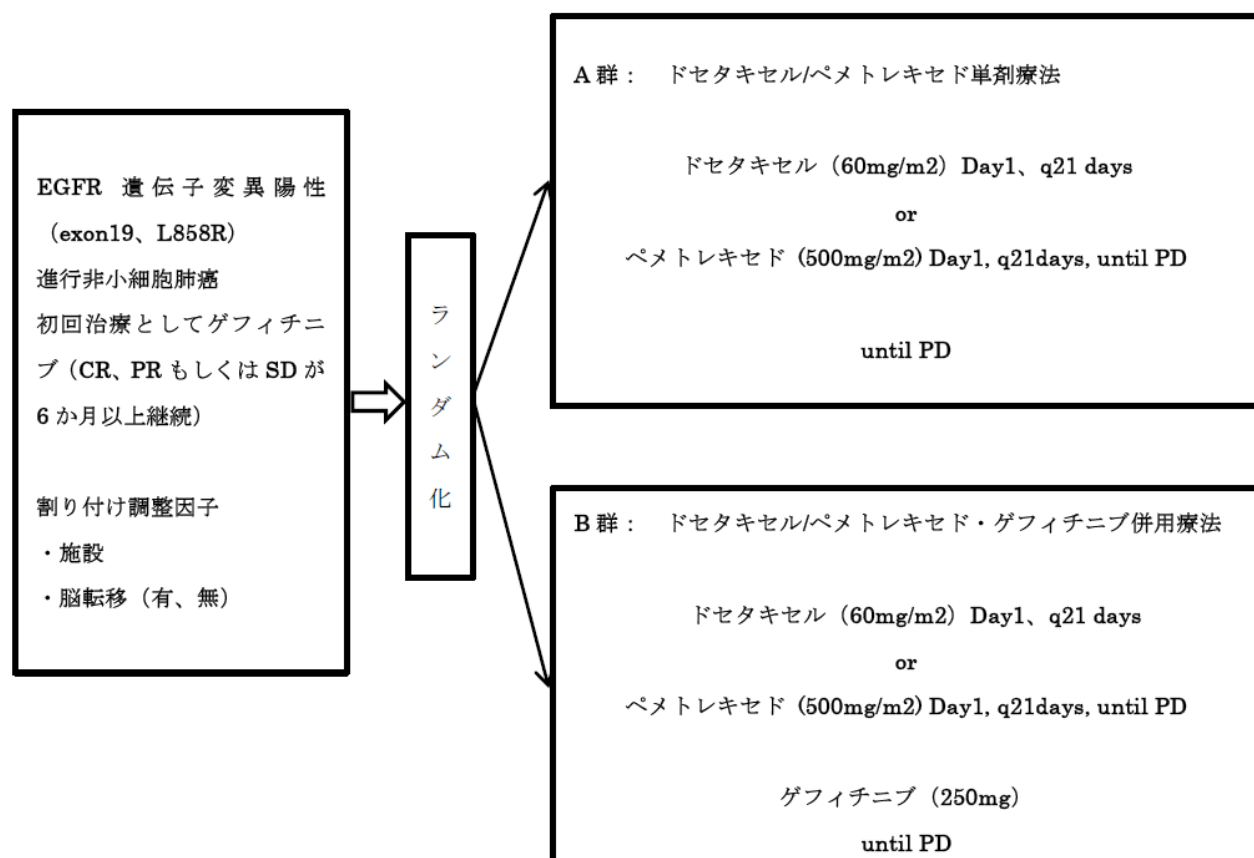 EGFR 遺伝子変異陽性
（exon19、L858R）
進行非小細胞肺癌
初回治療としてゲフィチニ
ブ（CR、PR もしくは SD が
6 か月以上継続）
割り付け調整因子
・施設
・脳転移（有、無）
ランダム化
A 群： ドセタキセル/ペメトレキセド単剤療法
ドセタキセル（60mg/m2）Day1、q21 days
or
ペメトレキセド (500mg/m2) Day1, q21days, until PD
until PD
B 群： ドセタキセル/ペメトレキセド・ゲフィチニブ併用療法
ドセタキセル（60mg/m2）Day1、q21 days
or
ペメトレキセド (500mg/m2) Day1, q21days, until PD
ゲフィチニブ（250mg）
until PD